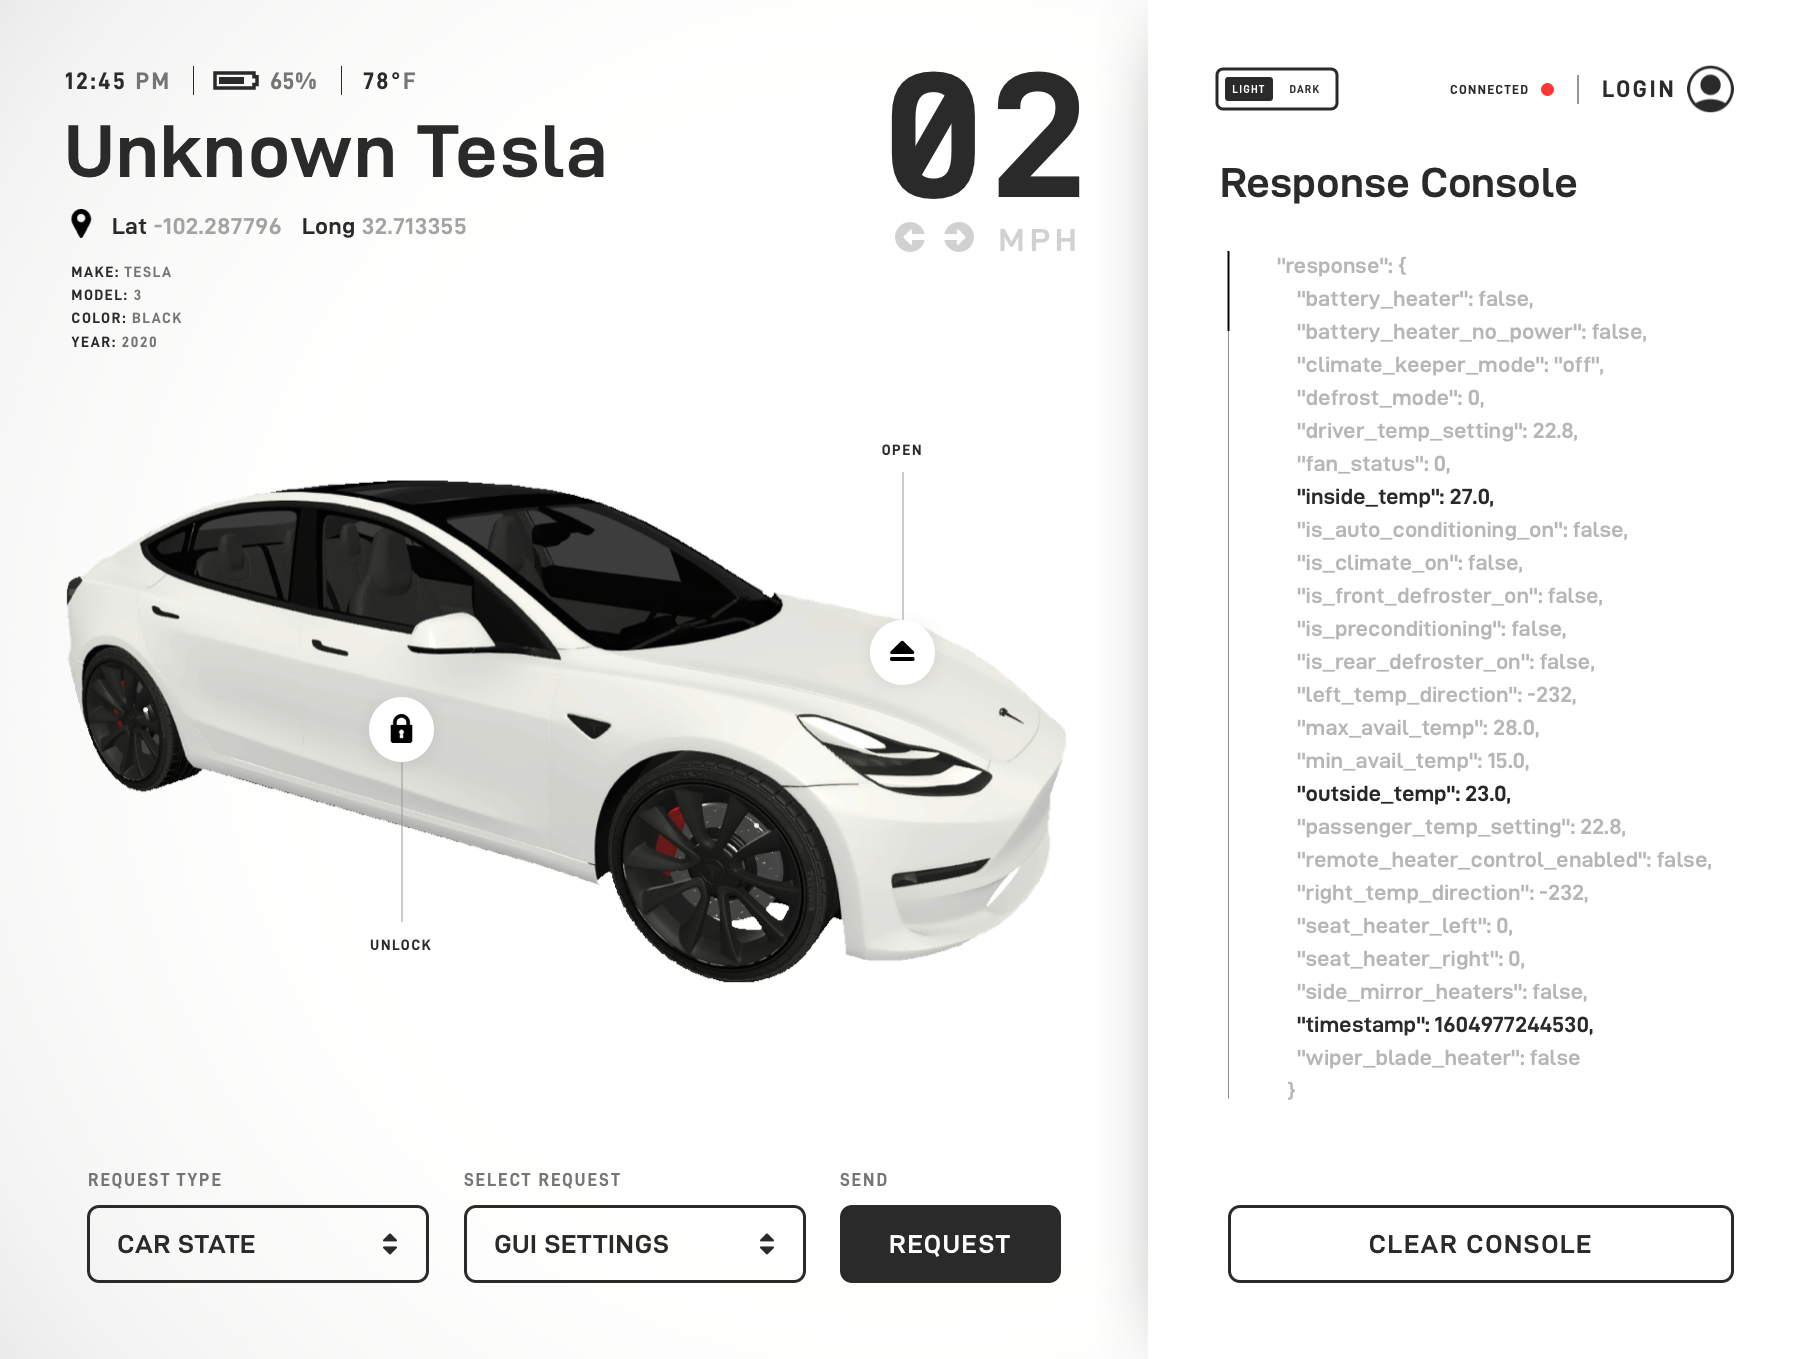 12:45 PM 65% 78°F
Unknown Tesla
Lat -102.287796 Long 32.713355
MAKE: TESLA
MODEL: 3
COLOR: BLACK
YEAR: 2020
02
MPH
OPEN
UNLOCK
REQUEST TYPE
CAR STATE
SELECT REQUEST
GUI SETTINGS
SEND
REQUEST
LIGHT DARK
CONNECTED
LOGIN
Response Console
"response": {
"battery_heater": false,
"battery_heater_no_power": false,
"climate_keeper_mode": "off",
"defrost_mode": 0,
"driver_temp_setting": 22.8,
"fan_status": 0,
"inside_temp": 27.0,
"is_auto_conditioning_on": false,
"is_climate_on": false,
"is_front_defroster_on": false,
"is_preconditioning": false,
"is_rear_defroster_on": false,
"left_temp_direction": -232,
"max_avail_temp": 28.0,
"min_avail_temp": 15.0,
"outside_temp": 23.0,
"passenger_temp_setting": 22.8,
"remote_heater_control_enabled": false,
"right_temp_direction": -232,
"seat_heater_left": 0,
"seat_heater_right": 0,
"side_mirror_heaters": false,
"timestamp": 1604977244530,
"wiper_blade_heater": false
}
CLEAR CONSOLE